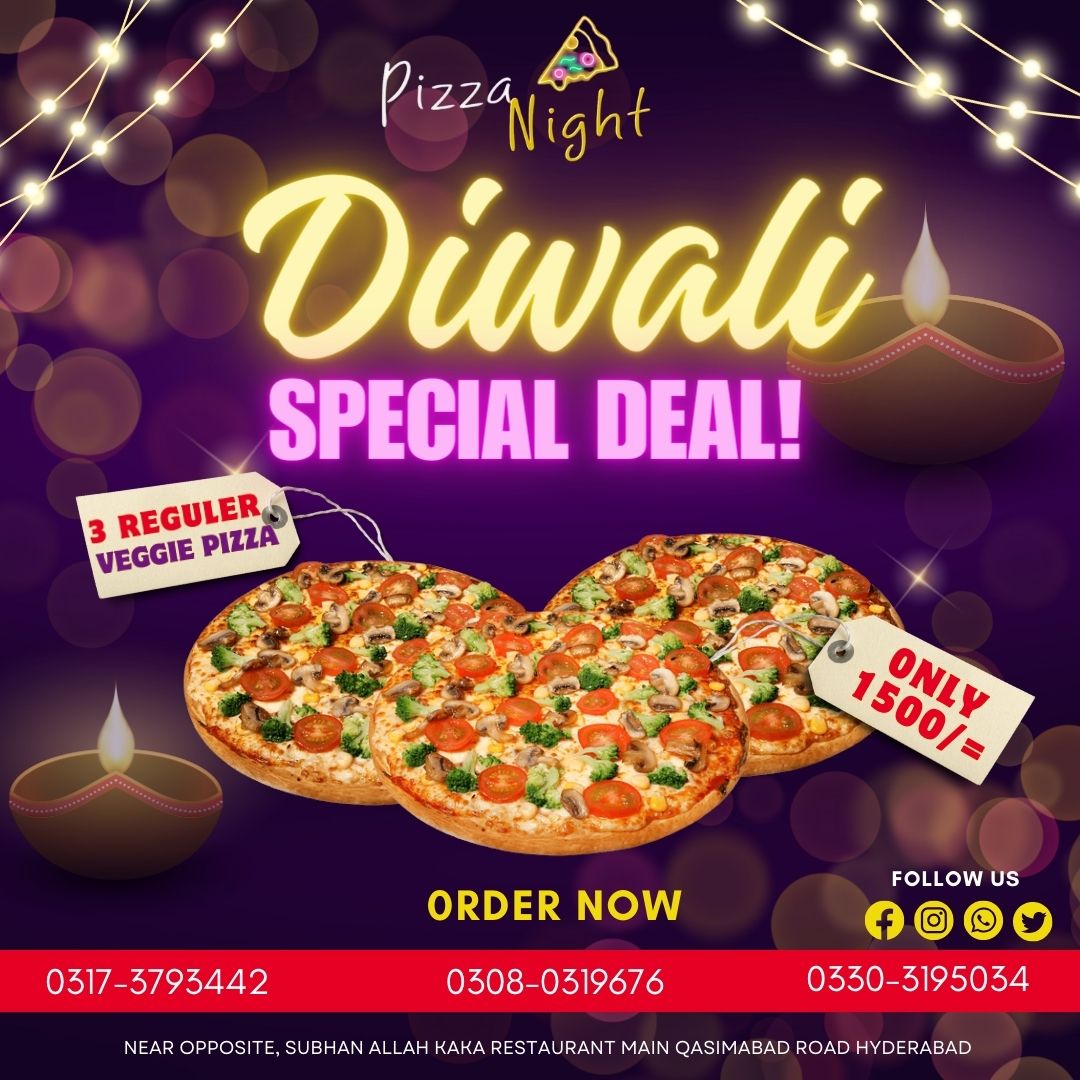 Pizza
Night
Diwali
SPECIAL DEAL!
3 REGULER
VEGGIE PIZZA
ONLY
1500/=
FOLLOW US
0RDER NOW
0317-3793442
0308-0319676
0330-3195034
NEAR OPPOSITE, SUBHAN ALLAH KAKA RESTAURANT MAIN QASIMABAD ROAD HYDERABAD